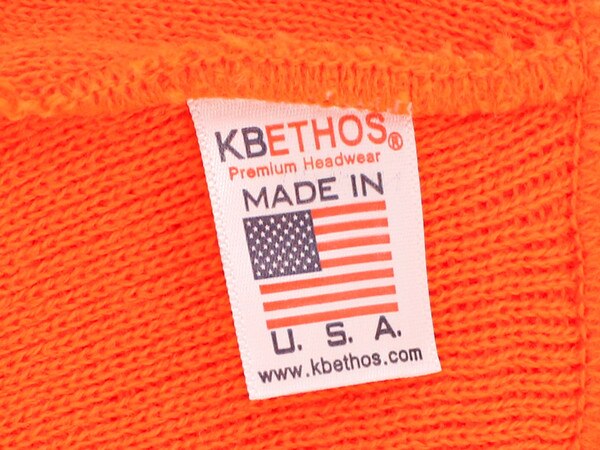 KBETHOS®
Premium Headwear
MADE IN
U. S. A.
www.kbethos.com